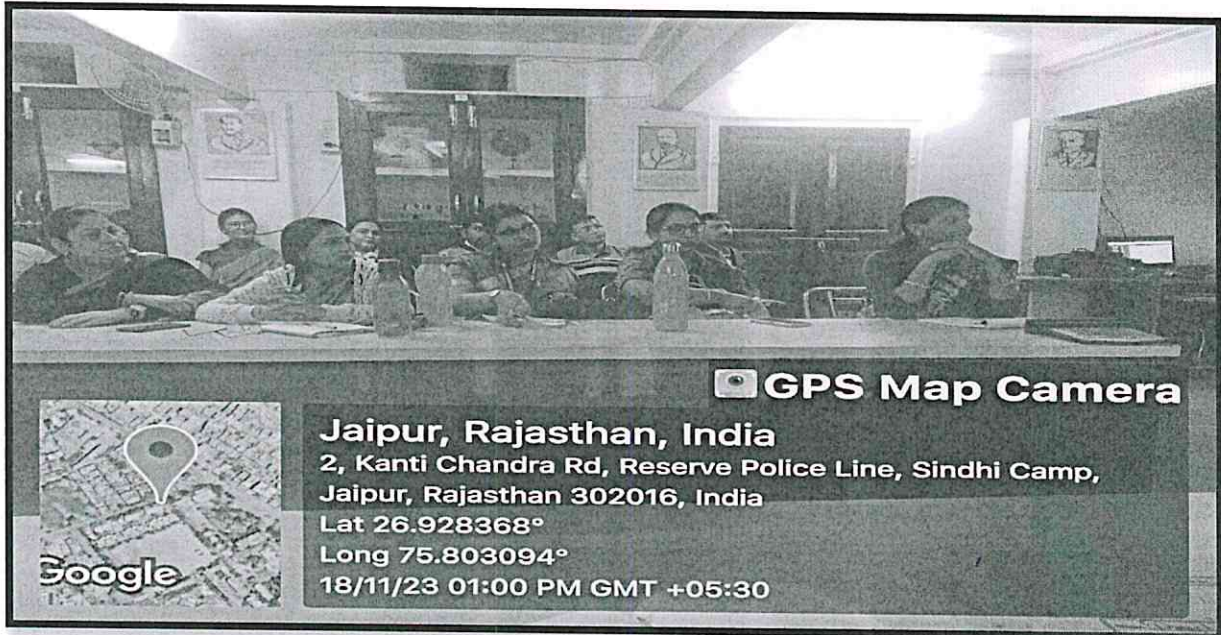 GPS Map Camera
Jaipur, Rajasthan, India
2, Kanti Chandra Rd, Reserve Police Line, Sindhi Camp,
Jaipur, Rajasthan 302016, India
Lat 26.928368°
Long 75.803094°
18/11/23 01:00 PM GMT +05:30
Google